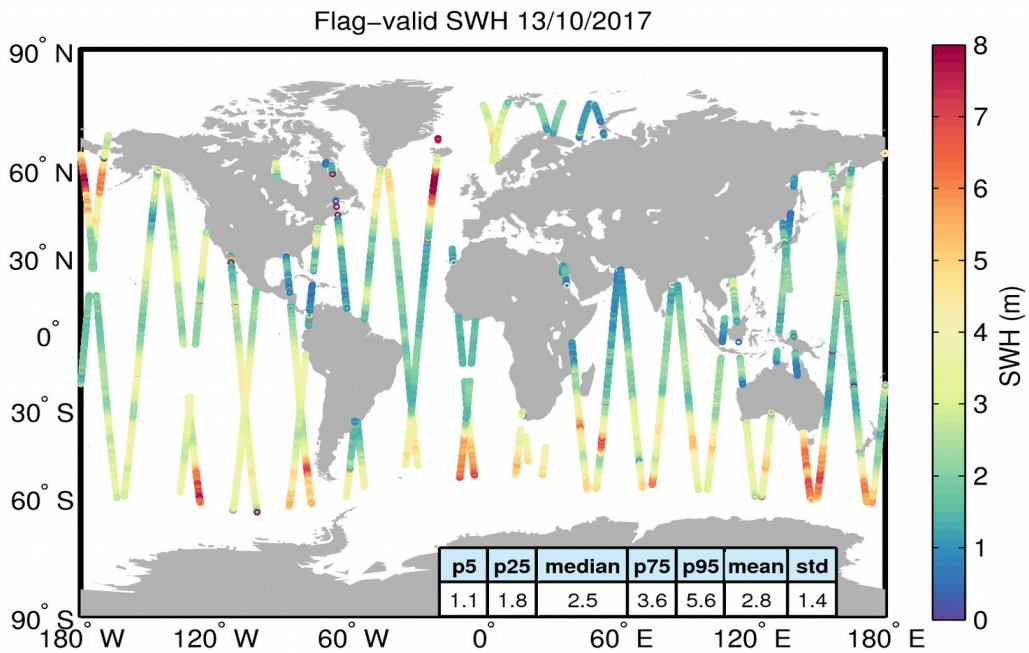 Flag−valid SWH 13/10/2017
90° N
60° N
30° N
0°
30° S
60° S
90° S
180° W
120° W
60° W
0°
60° E
120° E
180° E
p5 p25 median p75 p95 mean std
1.1 1.8 2.5 3.6 5.6 2.8 1.4
8
7
6
5
4
3
2
1
0
SWH (m)